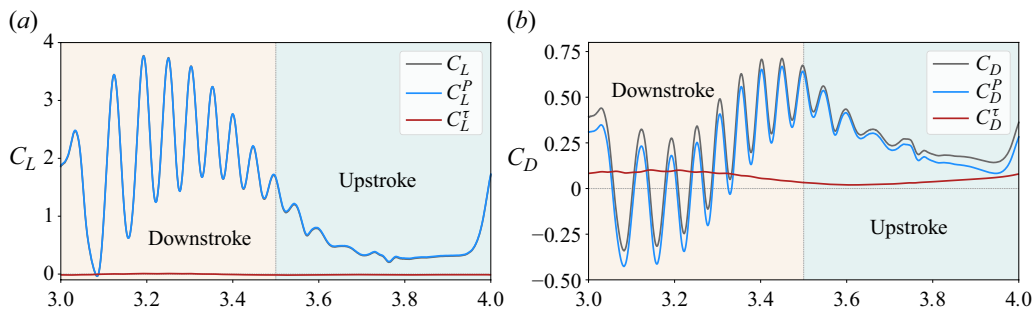 (a)
4
3
2
1
0
C_L
C_L
C_L^P
C_L^τ
Downstroke
Upstroke
3.0 3.2 3.4 3.6 3.8 4.0
(b)
0.75
0.50
0.25
0
−0.25
−0.50
C_D
C_D
C_D^P
C_D^τ
Downstroke
Upstroke
3.0 3.2 3.4 3.6 3.8 4.0